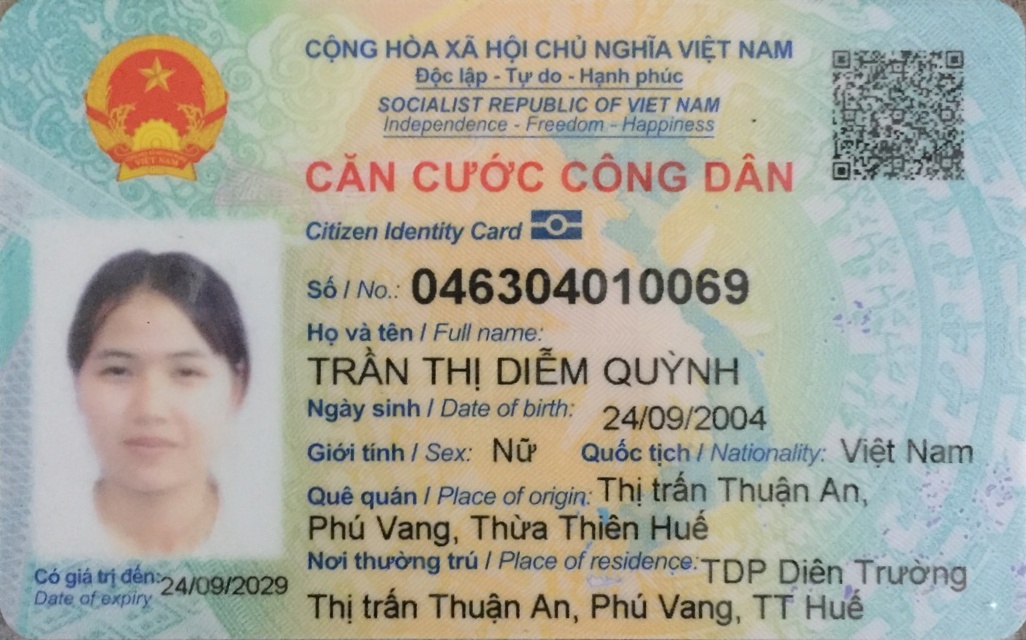 CỘNG HÒA XÃ HỘI CHỦ NGHĨA VIỆT NAM
Độc lập - Tự do - Hạnh phúc
SOCIALIST REPUBLIC OF VIET NAM
Independence - Freedom - Happiness
VIỆT NAM
CĂN CƯỚC CÔNG DÂN
Citizen Identity Card
Số / No.: 046304010069
Họ và tên / Full name:
TRẦN THỊ DIỄM QUỲNH
Ngày sinh / Date of birth: 24/09/2004
Giới tính / Sex: Nữ Quốc tịch / Nationality: Việt Nam
Quê quán / Place of origin: Thị trấn Thuận An,
Phú Vang, Thừa Thiên Huế
Nơi thường trú / Place of residence: TDP Diên Trường
Thị trấn Thuận An, Phú Vang, TT Huế
Có giá trị đến: 24/09/2029
Date of expiry